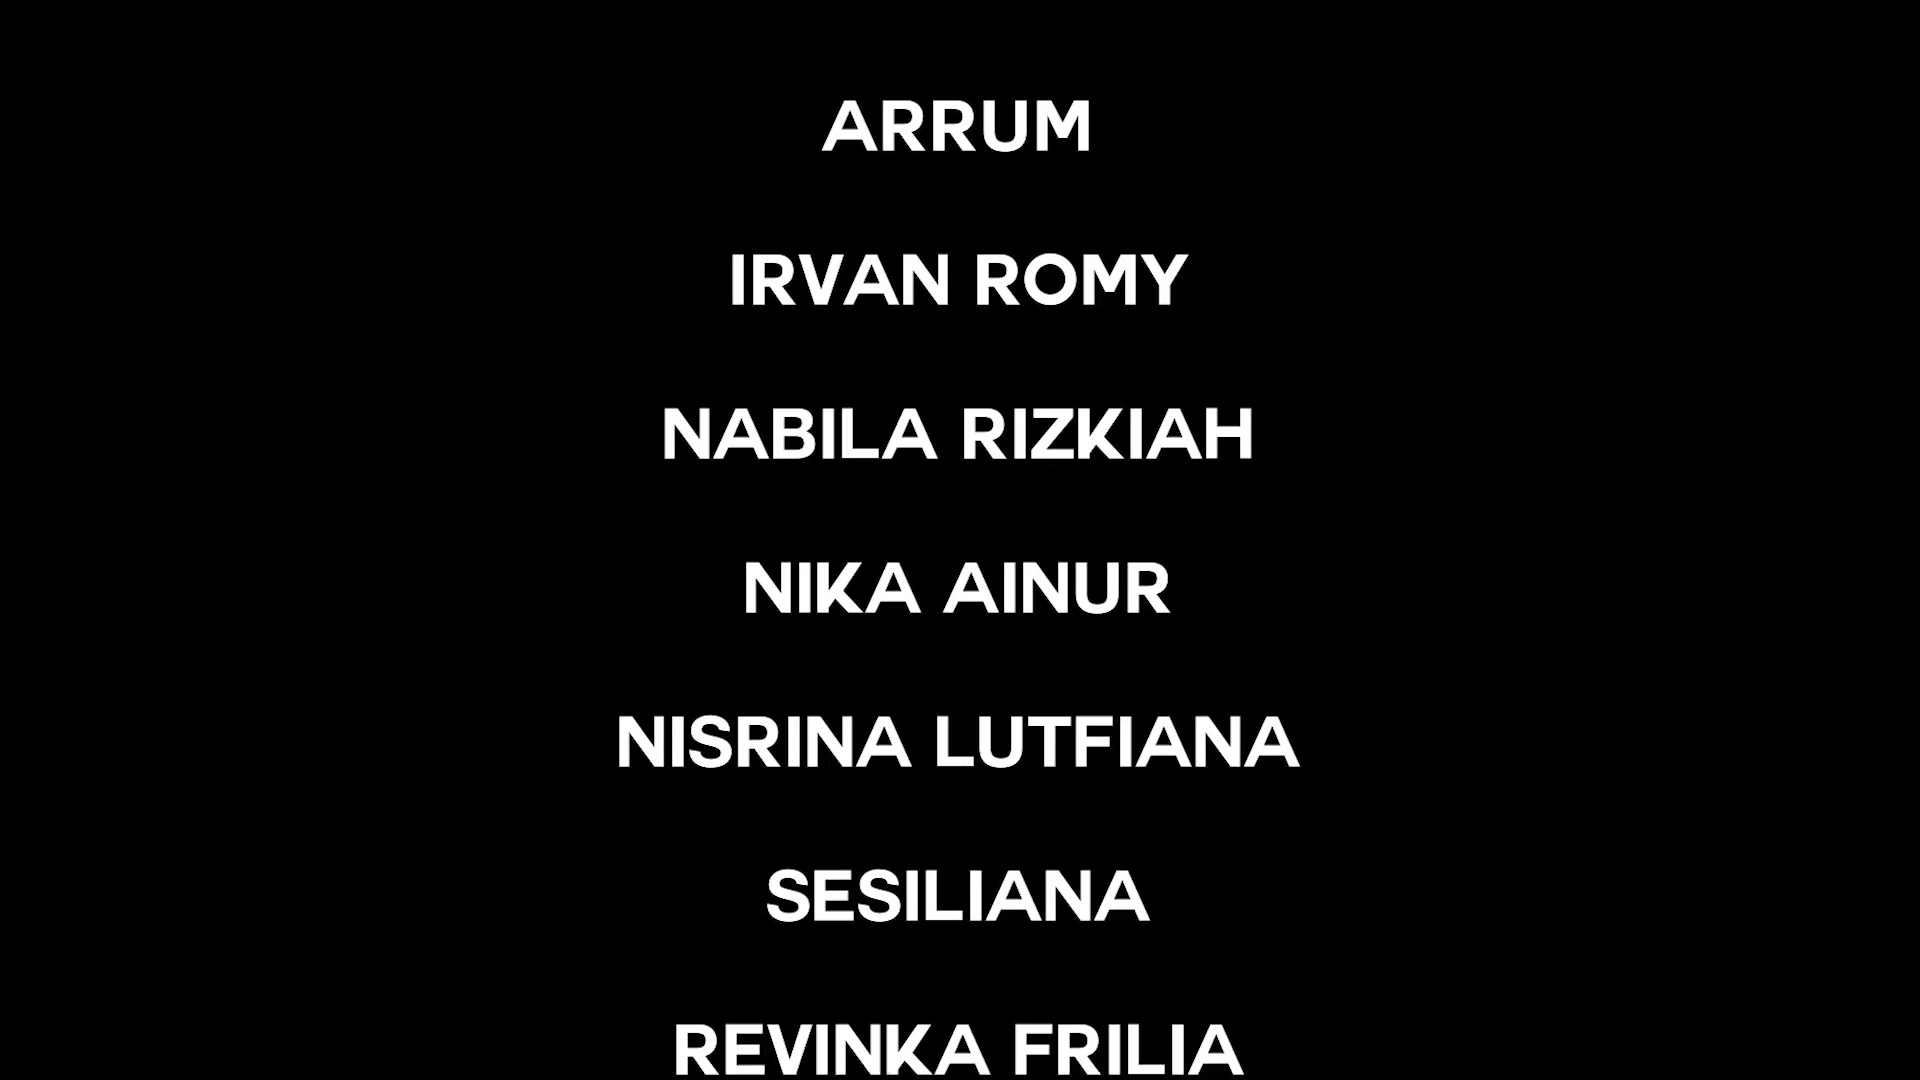 ARRUM
IRVAN ROMY
NABILA RIZKIAH
NIKA AINUR
NISRINA LUTFIANA
SESILIANA
REVINKA FRILIA